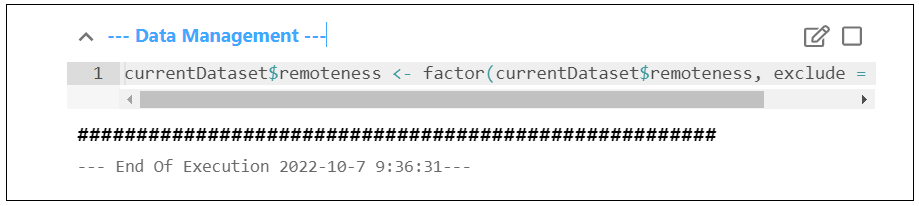 --- Data Management ---
1 currentDataset$remoteness <- factor(currentDataset$remoteness, exclude =
######################################################
--- End Of Execution 2022-10-7 9:36:31---